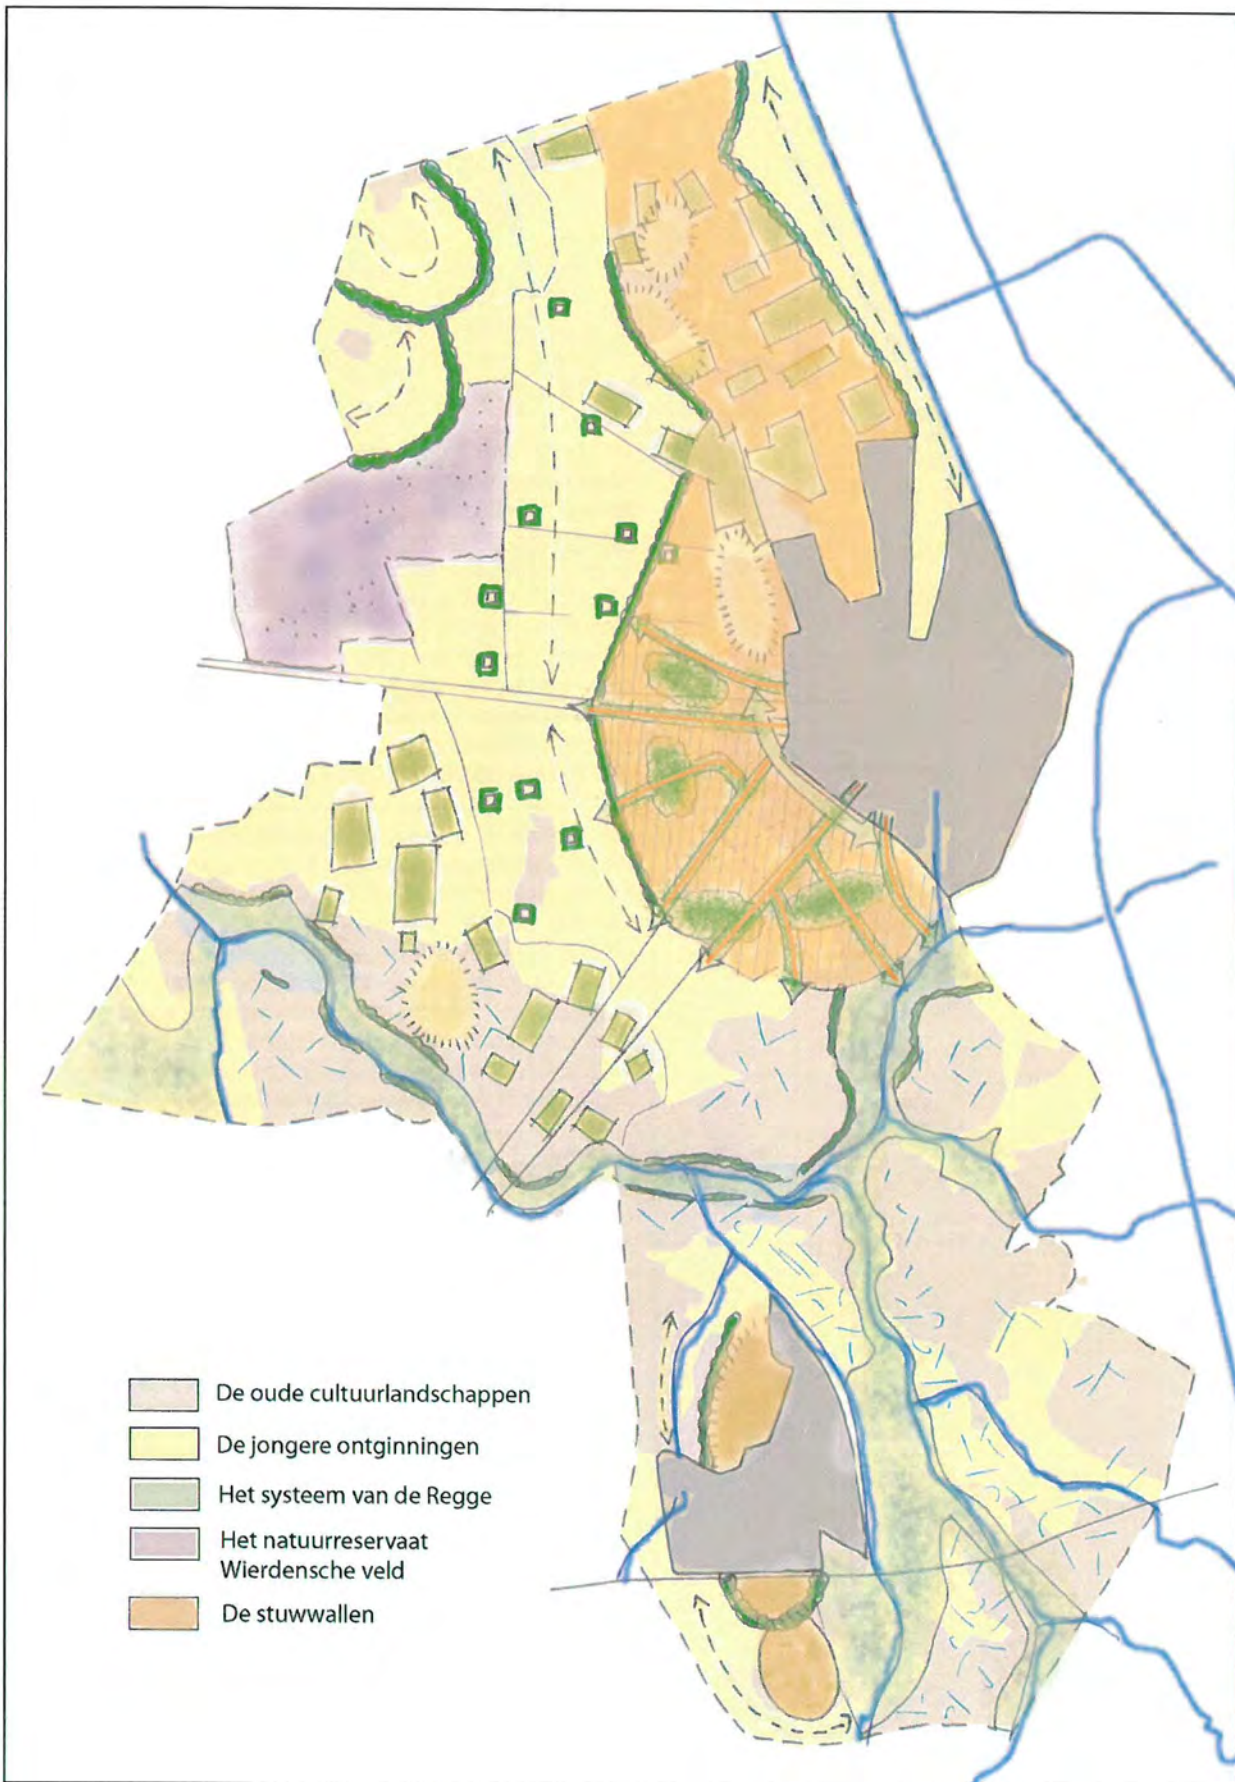 De oude cultuurlandschappen
De jongere ontginningen
Het systeem van de Regge
Het natuurreservaat
Wierdensche veld
De stuwwallen